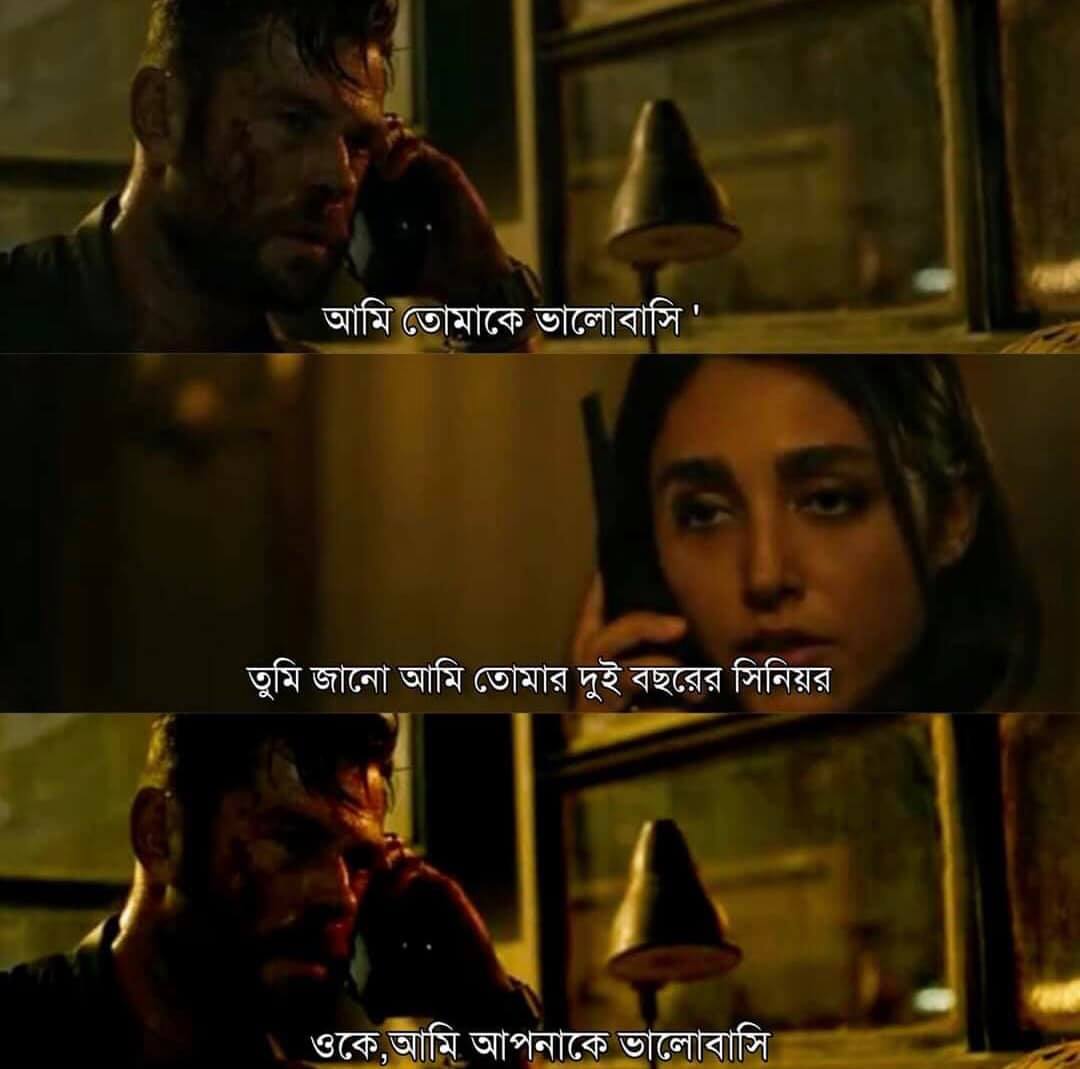 আমি তোমাকে ভালোবাসি '
তুমি জানো আমি তোমার দুই বছরের সিনিয়র
ওকে,আমি আপনাকে ভালোবাসি